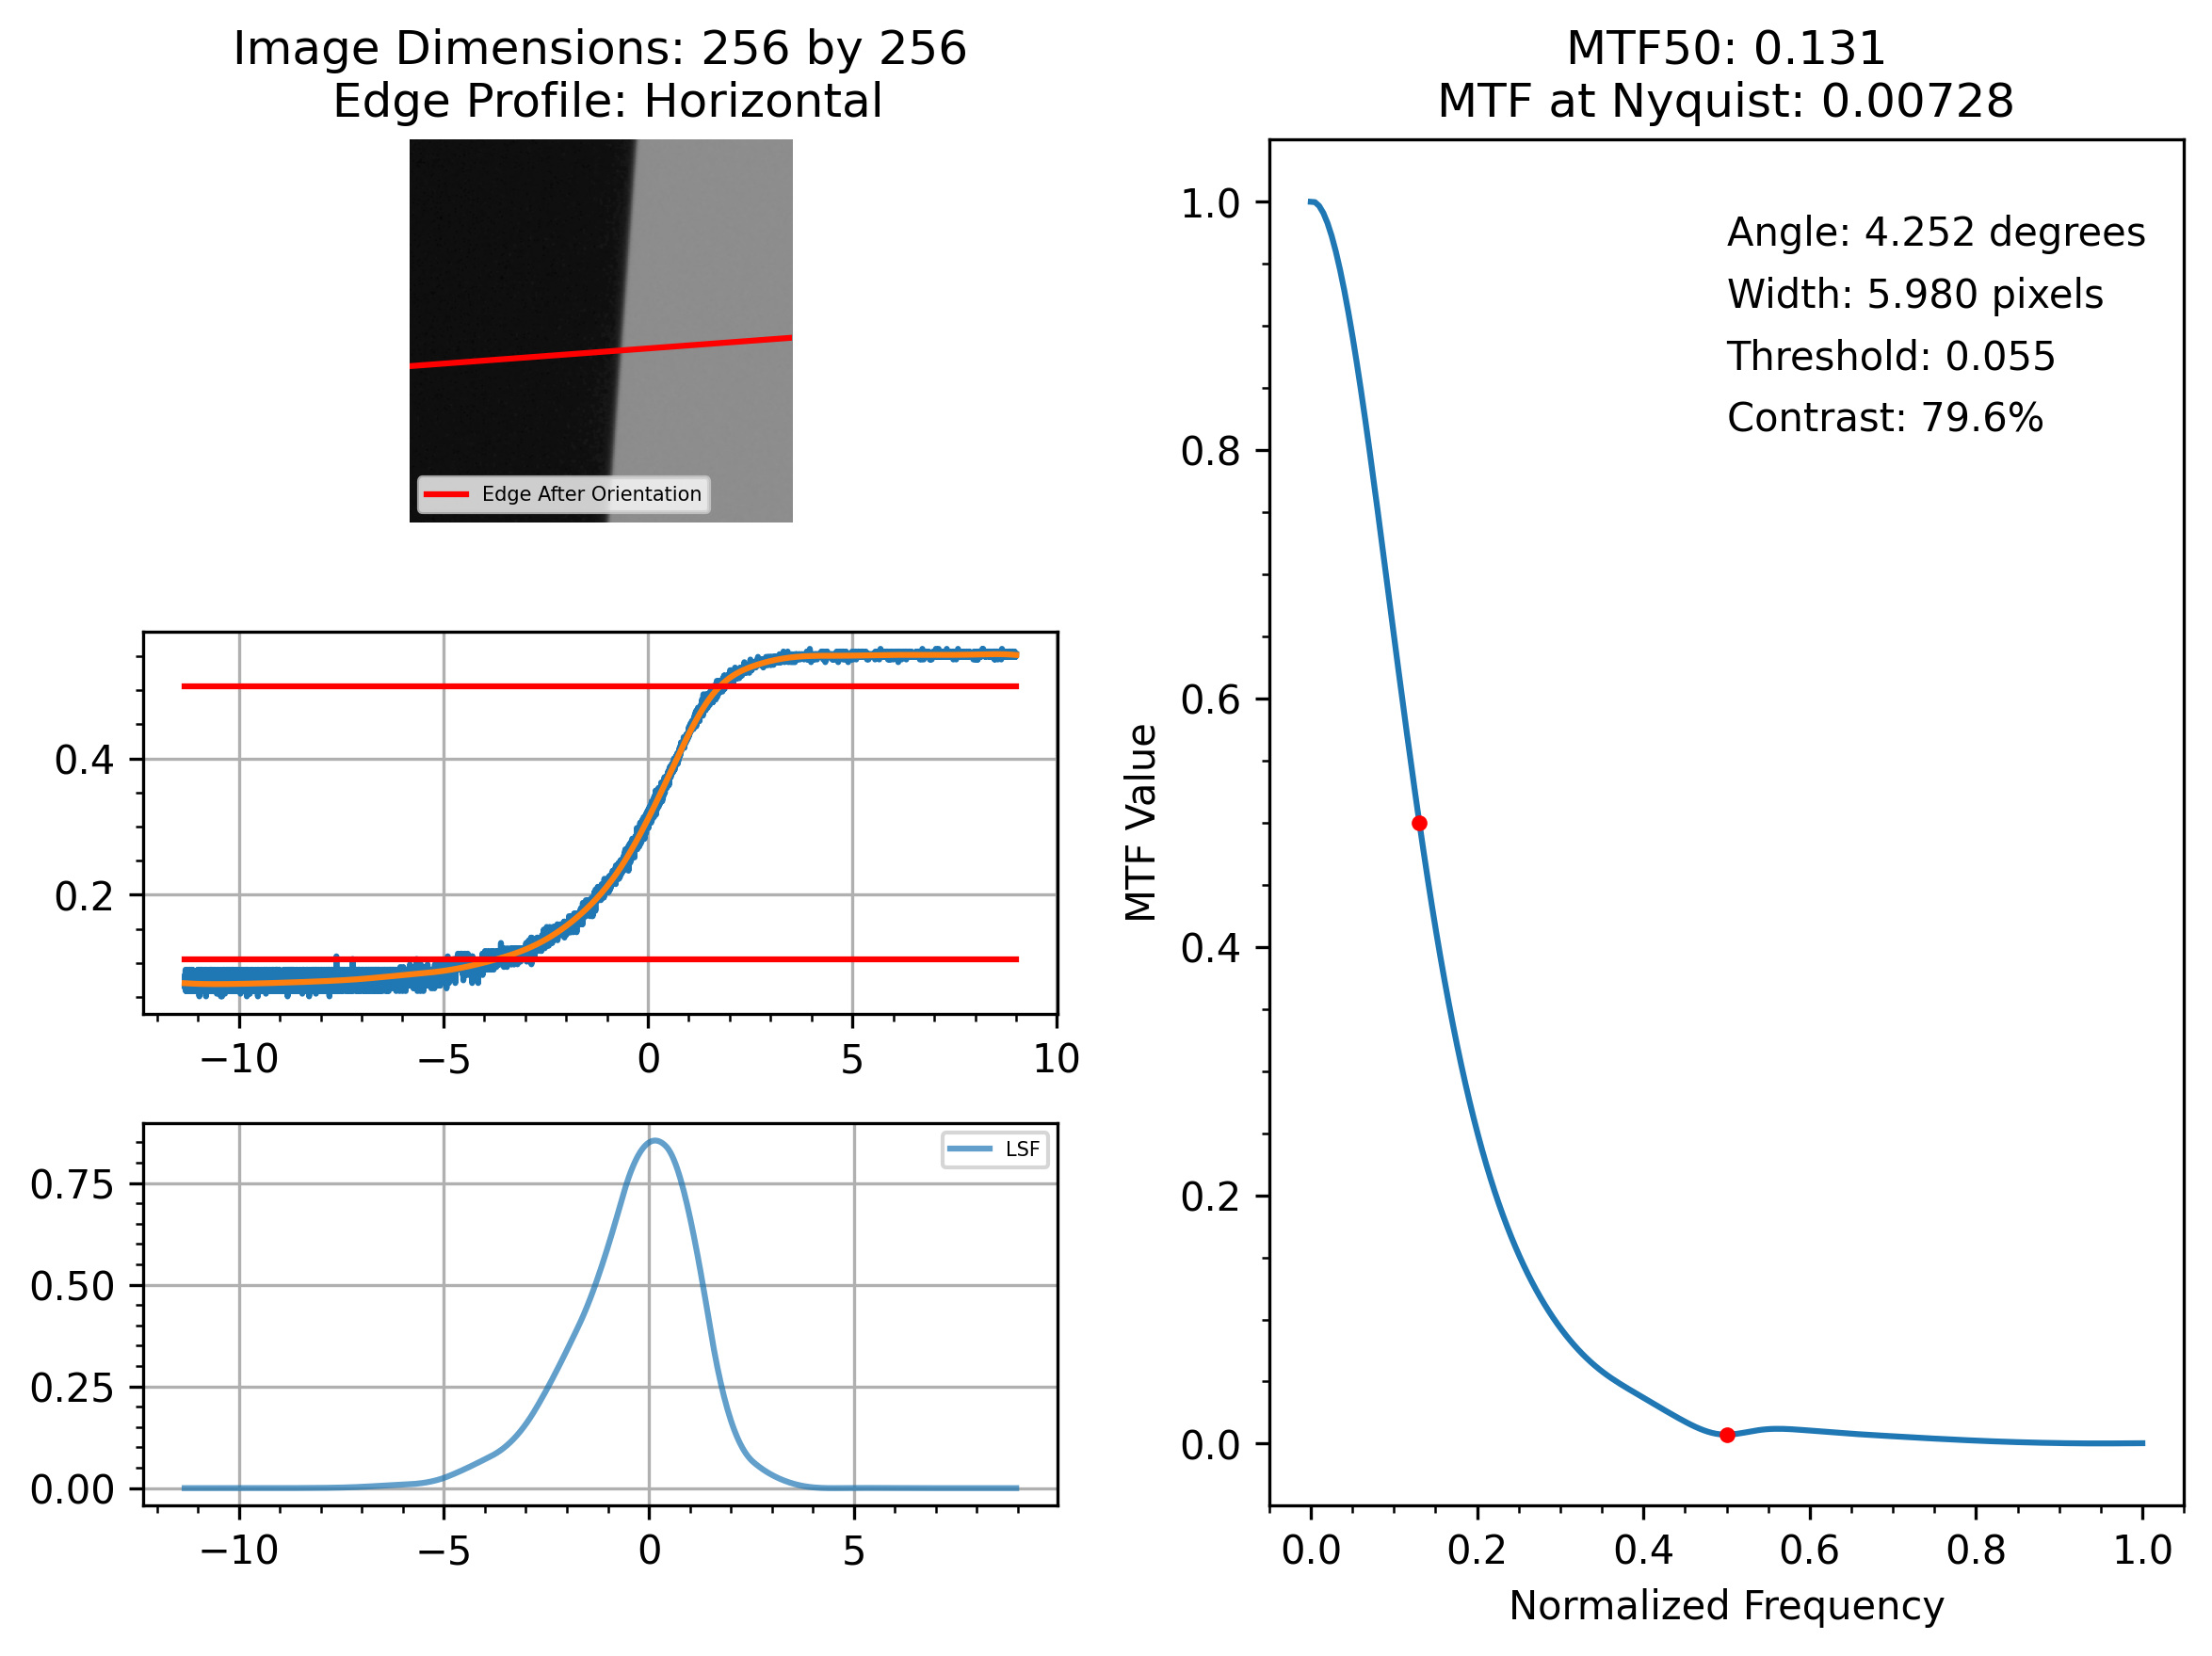 Image Dimensions: 256 by 256
Edge Profile: Horizontal
Edge After Orientation
0.4
0.2
−10 −5 0 5 10
LSF
0.75
0.50
0.25
0.00
−10 −5 0 5
MTF50: 0.131
MTF at Nyquist: 0.00728
Angle: 4.252 degrees
Width: 5.980 pixels
Threshold: 0.055
Contrast: 79.6%
MTF Value
1.0
0.8
0.6
0.4
0.2
0.0
0.0 0.2 0.4 0.6 0.8 1.0
Normalized Frequency